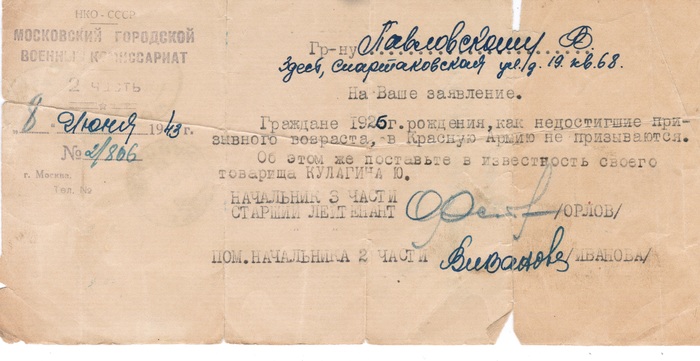 НКО-СССР
МОСКОВСКИЙ ГОРОДСКОЙ
ВОЕННЫЙ КОМИССАРИАТ
2 часть
"8" Июня 1943
№ 2/806
г. Москва.
Тел. №
Гр-ну Павловскому В.
Здесь, Спартаковская ул. д. 19. кв. 68.
На Ваше заявление.
Граждане 1926г. рождения, как недостигшие при-
зывного возраста, в Красную Армию не призываются.
Об этом же поставьте в известность своего
товарища КУЛАГИЧА Ю.
НАЧАЛЬНИК 3 ЧАСТИ
СТАРШИЙ ЛЕЙТЕНАНТ /ОРЛОВ/
ПОМ.НАЧАЛЬНИКА 2 ЧАСТИ ВИванова /ИВАНОВА/